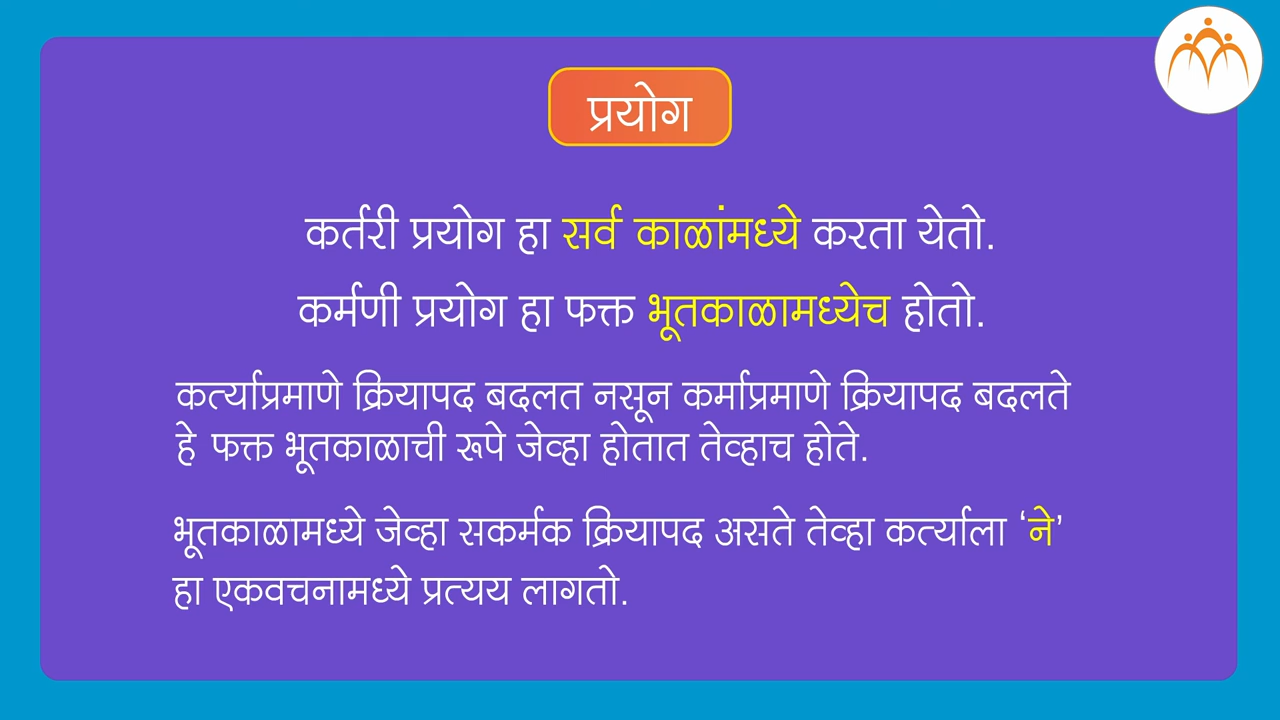 प्रयोग
कर्तरी प्रयोग हा सर्व काळांमध्ये करता येतो.
कर्मणी प्रयोग हा फक्त भूतकाळामध्येच होतो.
कर्त्याप्रमाणे क्रियापद बदलत नसून कर्माप्रमाणे क्रियापद बदलते
हे फक्त भूतकाळाची रूपे जेव्हा होतात तेव्हाच होते.
भूतकाळामध्ये जेव्हा सकर्मक क्रियापद असते तेव्हा कर्त्याला ‘ने’
हा एकवचनामध्ये प्रत्यय लागतो.